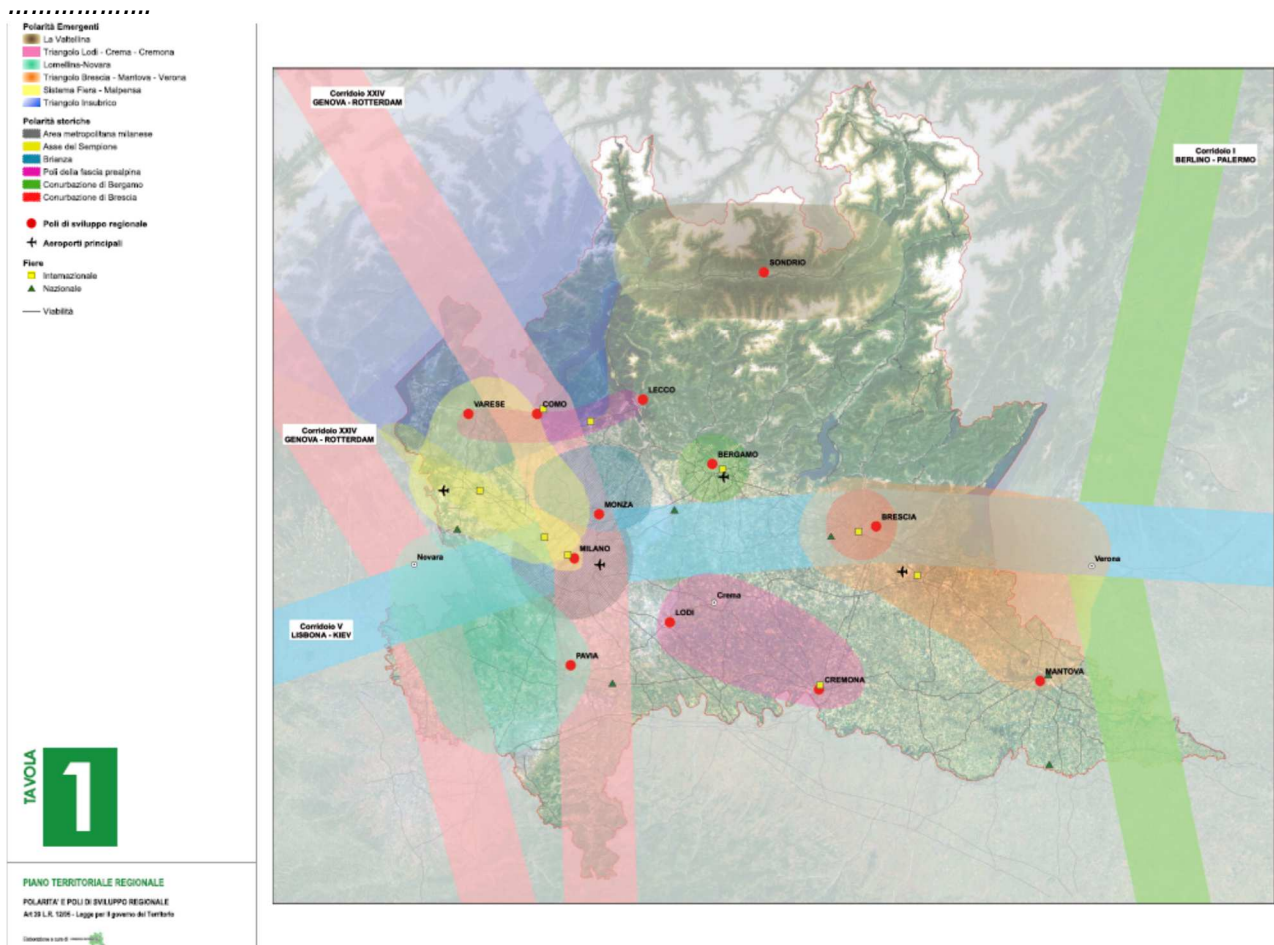 ………………..
Polarità Emergenti
La Valtellina
Triangolo Lodi - Crema - Cremona
Lomellina-Novara
Triangolo Brescia - Mantova - Verona
Sistema Fiera - Malpensa
Triangolo Insubrico
Polarità storiche
Area metropolitana milanese
Asse del Sempione
Brianza
Poli della fascia prealpina
Conurbazione di Bergamo
Conurbazione di Brescia
Poli di sviluppo regionale
Aeroporti principali
Fiere
Internazionale
Nazionale
Viabilità
TAVOLA
1
PIANO TERRITORIALE REGIONALE
POLARITA' E POLI DI SVILUPPO REGIONALE
Art 20 L.R. 12/05 - Legge per il governo del Territorio
Elaborazione a cura di
Corridoio XXIV
GENOVA - ROTTERDAM
Corridoio I
BERLINO - PALERMO
SONDRIO
LECCO
VARESE
COMO
Corridoio XXIV
GENOVA - ROTTERDAM
BERGAMO
MONZA
BRESCIA
MILANO
Novara
Verona
Crema
LODI
Corridoio V
LISBONA - KIEV
PAVIA
CREMONA
MANTOVA